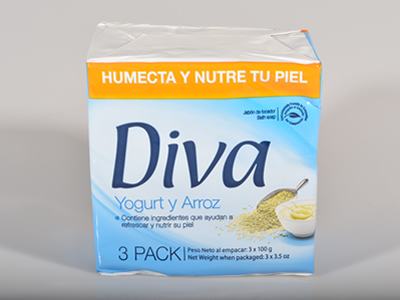 HUMECTA Y NUTRE TU PIEL
Jabón de tocador
Bath soap
Diva
Yogurt y Arroz
Contiene ingredientes que ayudan a
refrescar y nutrir su piel
3 PACK
Peso Neto al empacar: 3 x 100 g
Net Weight when packaged: 3 x 3.5 oz